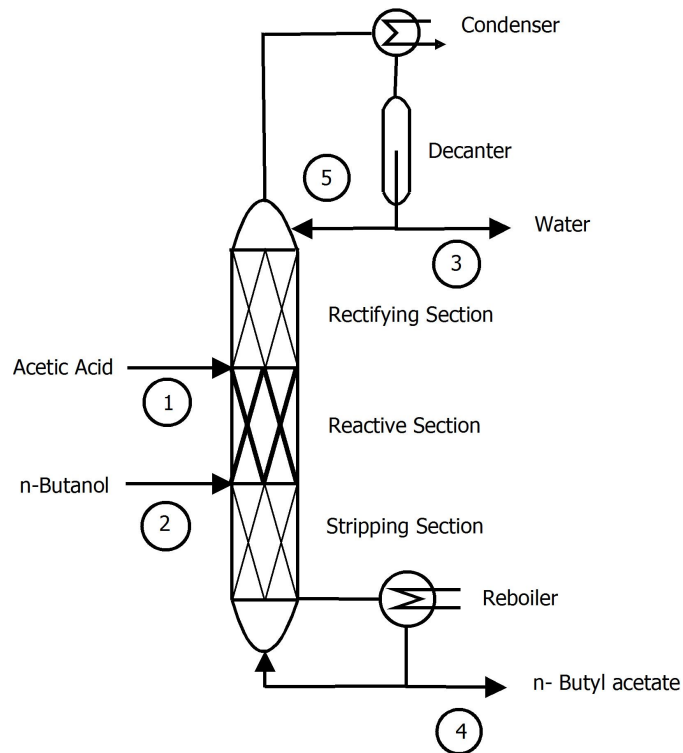 Condenser
Decanter
5
Water
3
Rectifying Section
Acetic Acid
1
Reactive Section
n-Butanol
2
Stripping Section
Reboiler
n- Butyl acetate
4